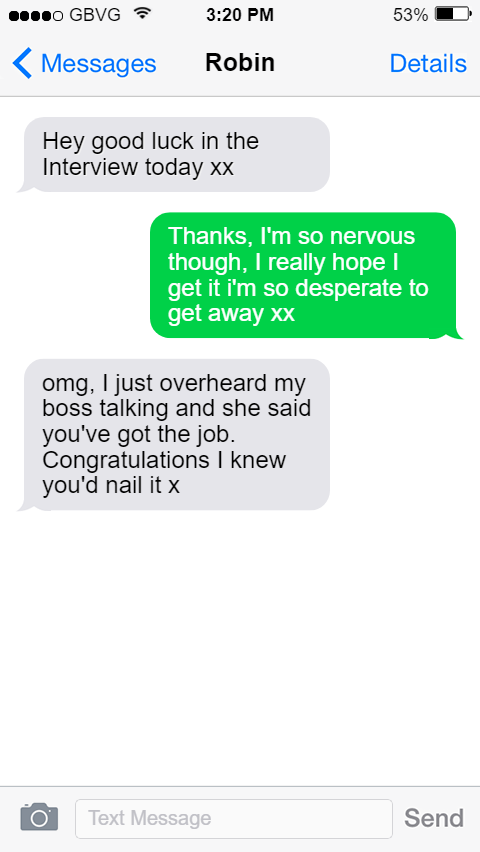 GBVG 3:20 PM 53%
Messages Robin Details
Hey good luck in the
Interview today xx
Thanks, I'm so nervous
though, I really hope I
get it i'm so desperate to
get away xx
omg, I just overheard my
boss talking and she said
you've got the job.
Congratulations I knew
you'd nail it x
Text Message Send